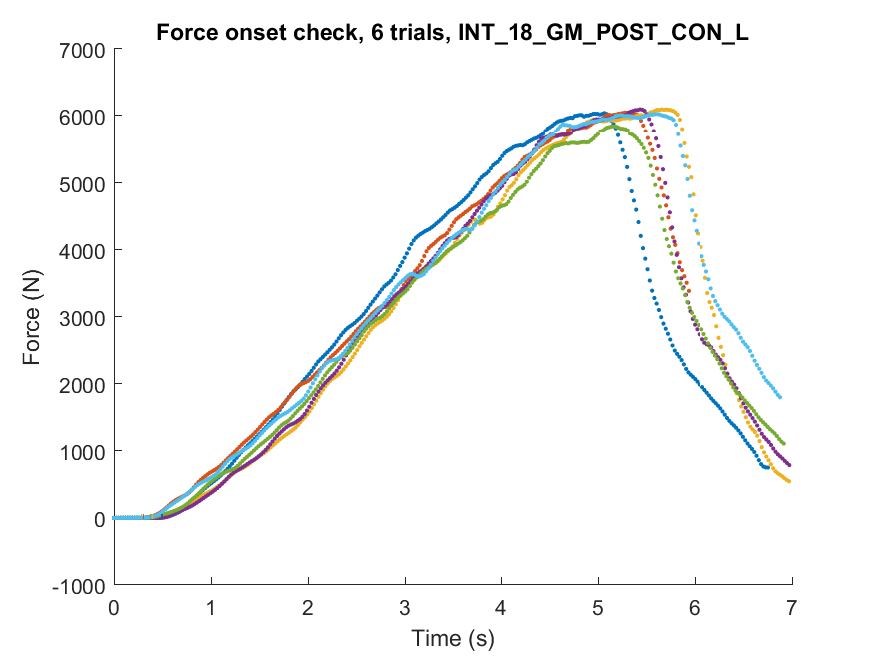 Force onset check, 6 trials, INT_18_GM_POST_CON_L
7000
6000
5000
4000
3000
2000
1000
0
-1000
Force (N)
0 1 2 3 4 5 6 7
Time (s)